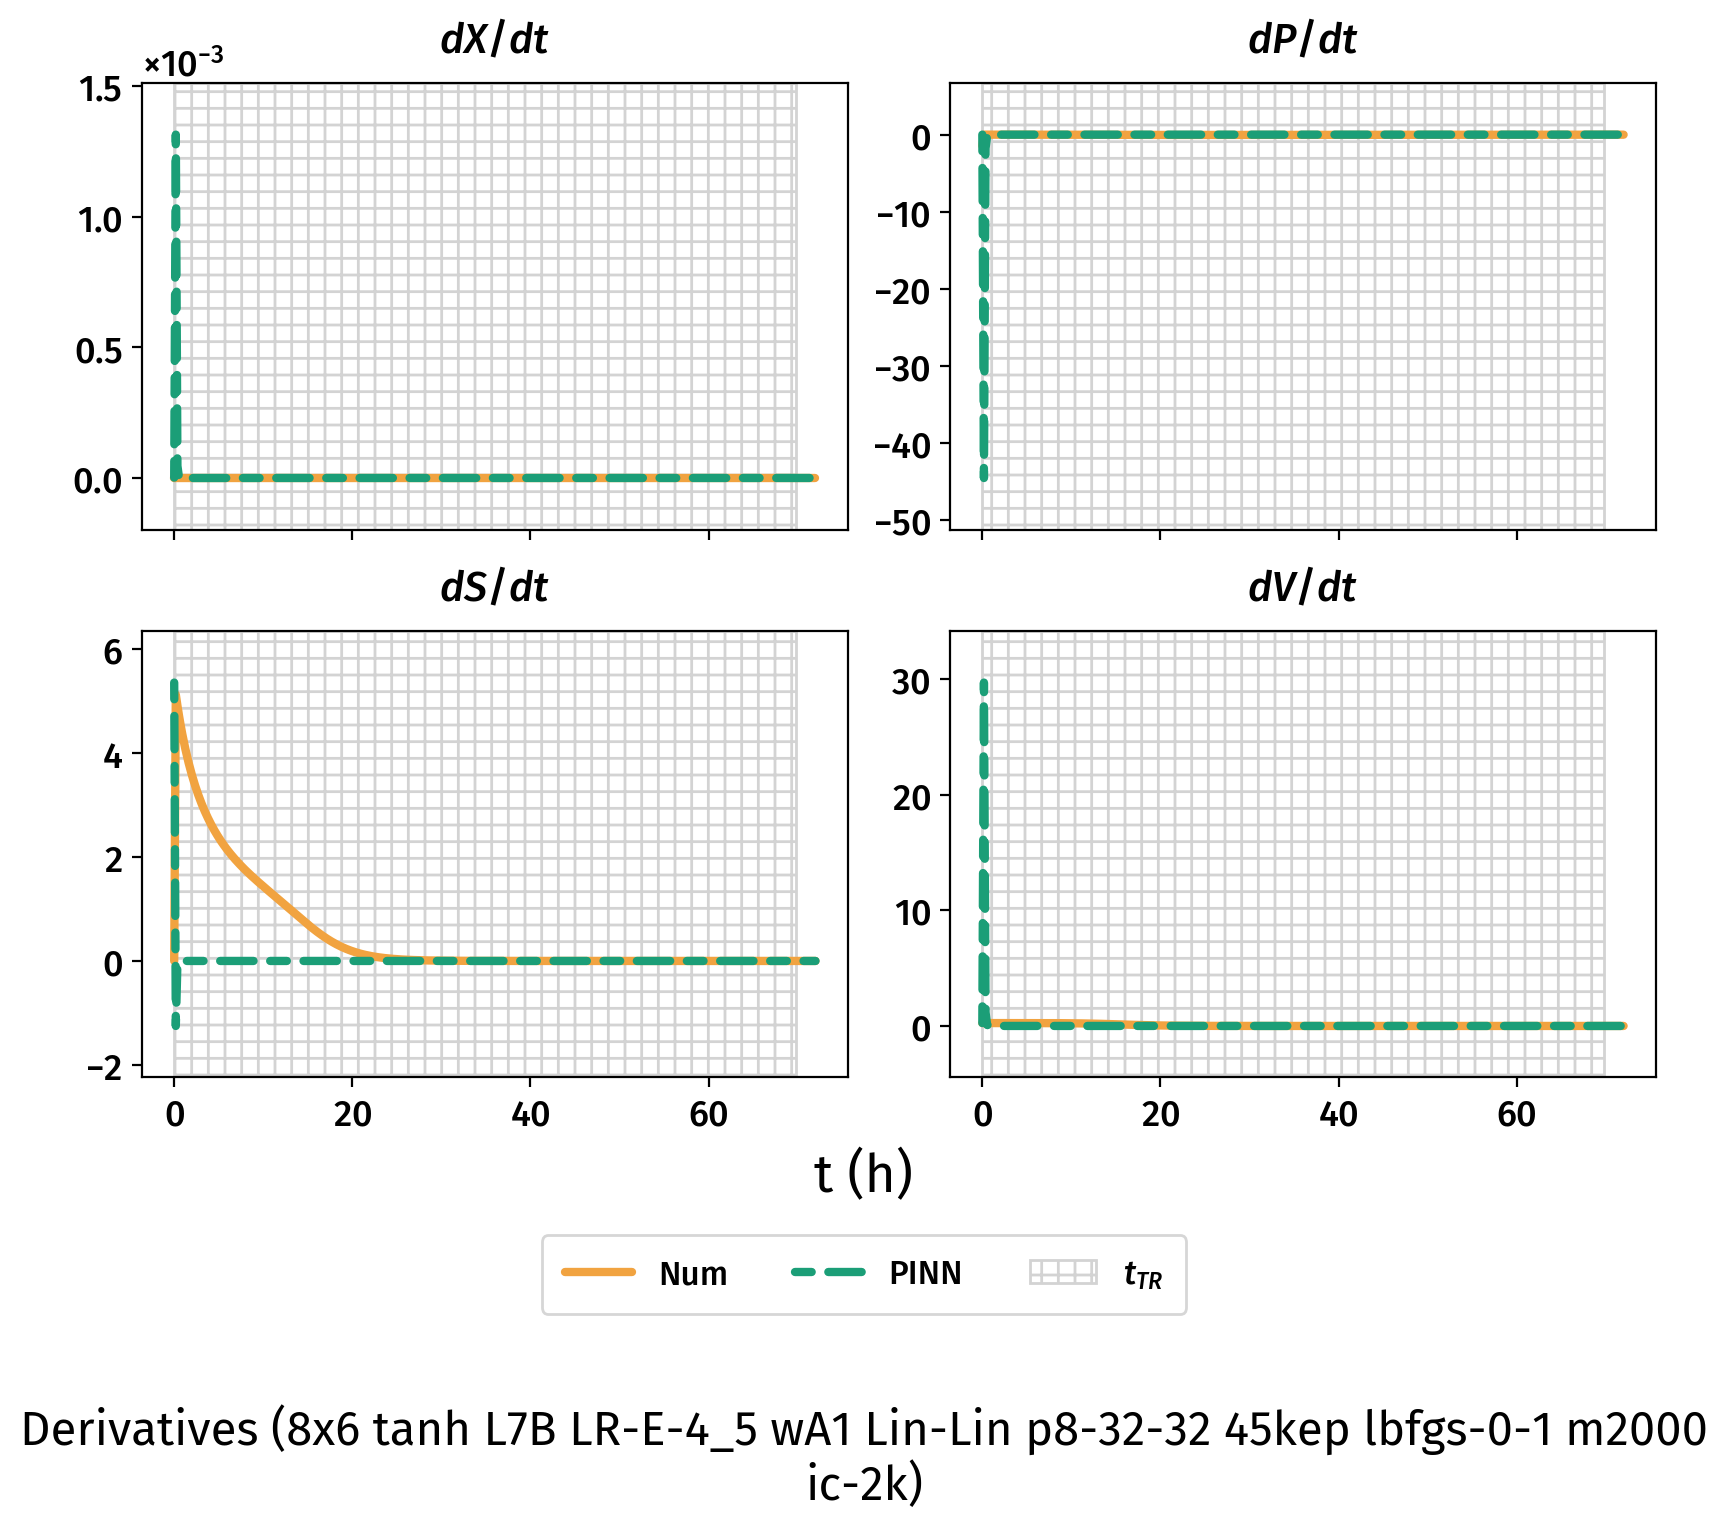 dX/dt
dP/dt
×10⁻³
1.5
1.0
0.5
0.0
0
−10
−20
−30
−40
−50
dS/dt
dV/dt
6
4
2
0
−2
30
20
10
0
0 20 40 60
0 20 40 60
t (h)
Num PINN t_TR
Derivatives (8x6 tanh L7B LR-E-4_5 wA1 Lin-Lin p8-32-32 45kep lbfgs-0-1 m2000
ic-2k)